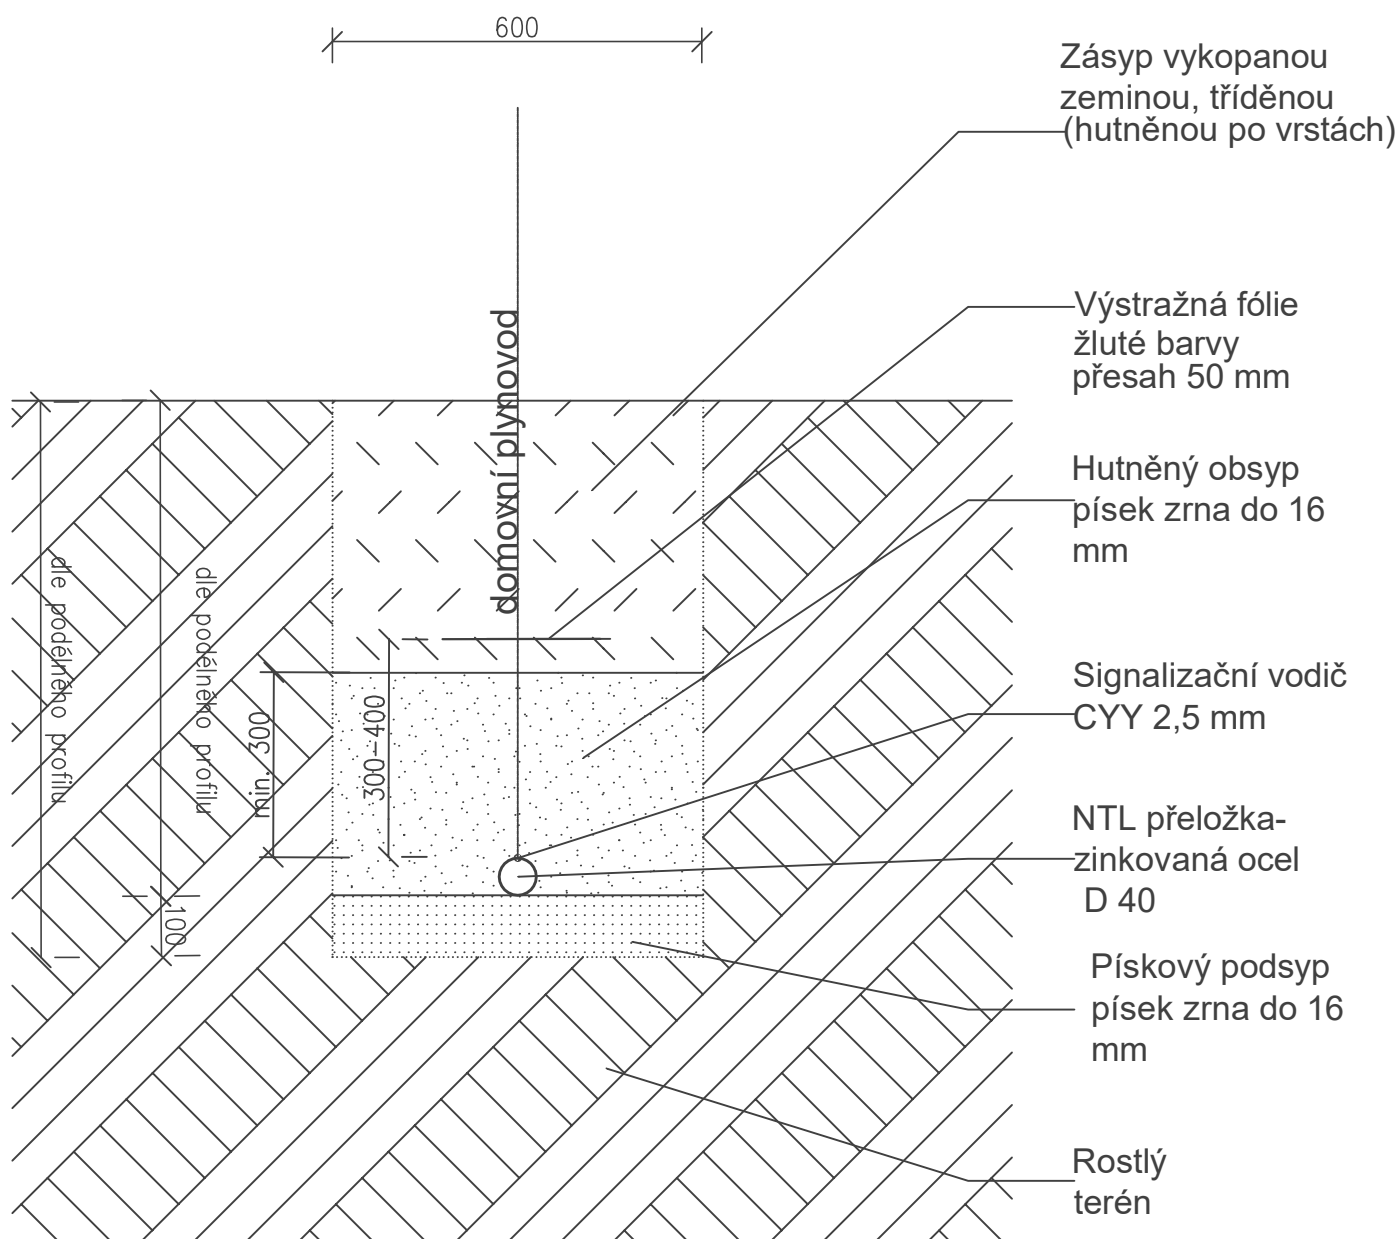 600
Zásyp vykopanou
zeminou, tříděnou
(hutněnou po vrstách)
Výstražná fólie
žluté barvy
přesah 50 mm
domovní plynovod
Hutněný obsyp
písek zrna do 16
mm
dle podélného profilu
dle podélného profilu
min. 300
300-400
Signalizační vodič
CYY 2,5 mm
NTL přeložka-
zinkovaná ocel
D 40
100
Pískový podsyp
písek zrna do 16
mm
Rostlý
terén